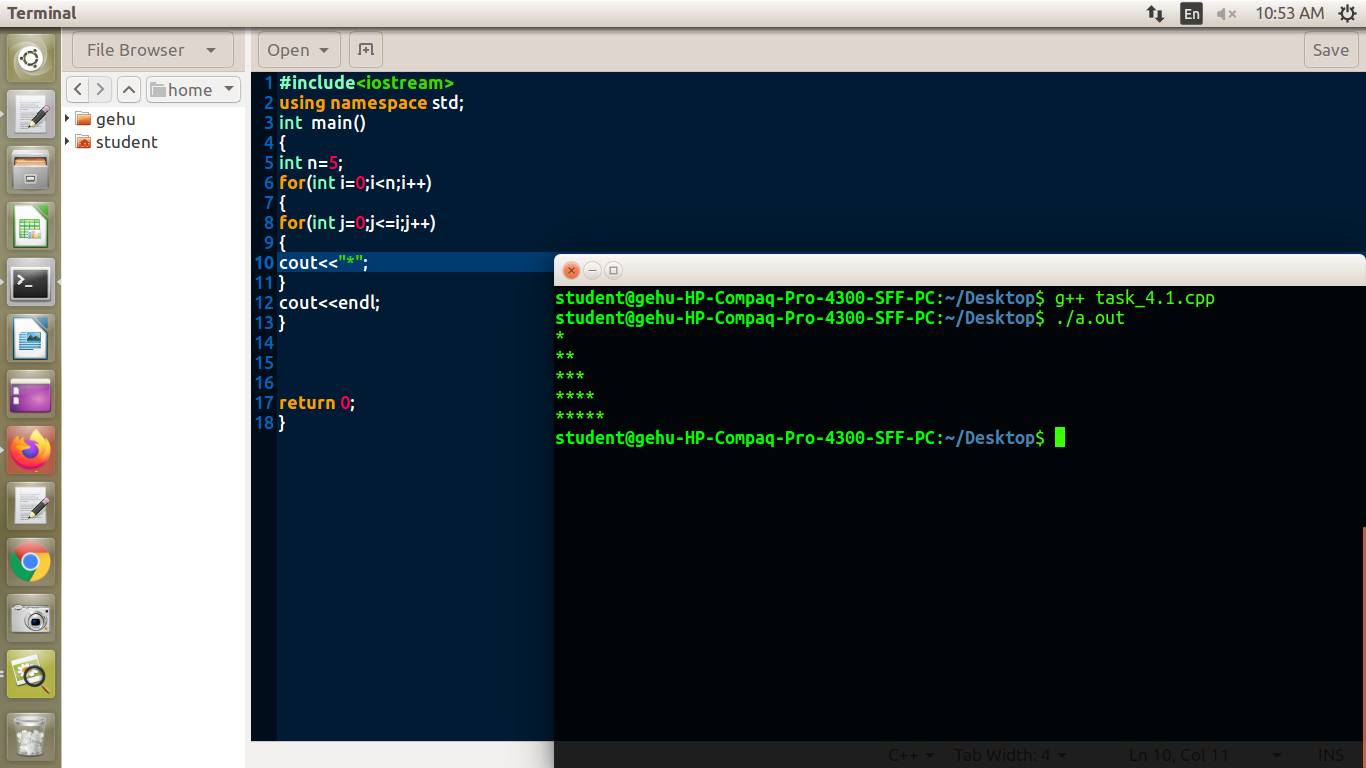 Terminal
En
10:53 AM
File Browser
Open
Save
home
gehu
student
1 #include<iostream>
2 using namespace std;
3 int  main()
4 {
5 int n=5;
6 for(int i=0;i<n;i++)
7 {
8 for(int j=0;j<=i;j++)
9 {
10 cout<<"*";
11 }
12 cout<<endl;
13 }
14
15
16
17 return 0;
18 }
student@gehu-HP-Compaq-Pro-4300-SFF-PC:~/Desktop$ g++ task_4.1.cpp
student@gehu-HP-Compaq-Pro-4300-SFF-PC:~/Desktop$ ./a.out
*
**
***
****
*****
student@gehu-HP-Compaq-Pro-4300-SFF-PC:~/Desktop$
C++ Tab Width: 4 Ln 10, Col 11 INS